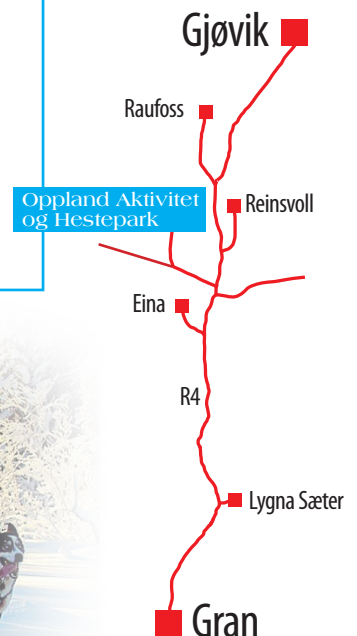 Gjøvik
Raufoss
Oppland Aktivitet
og Hestepark
Reinsvoll
Eina
R4
Lygna Sæter
Gran